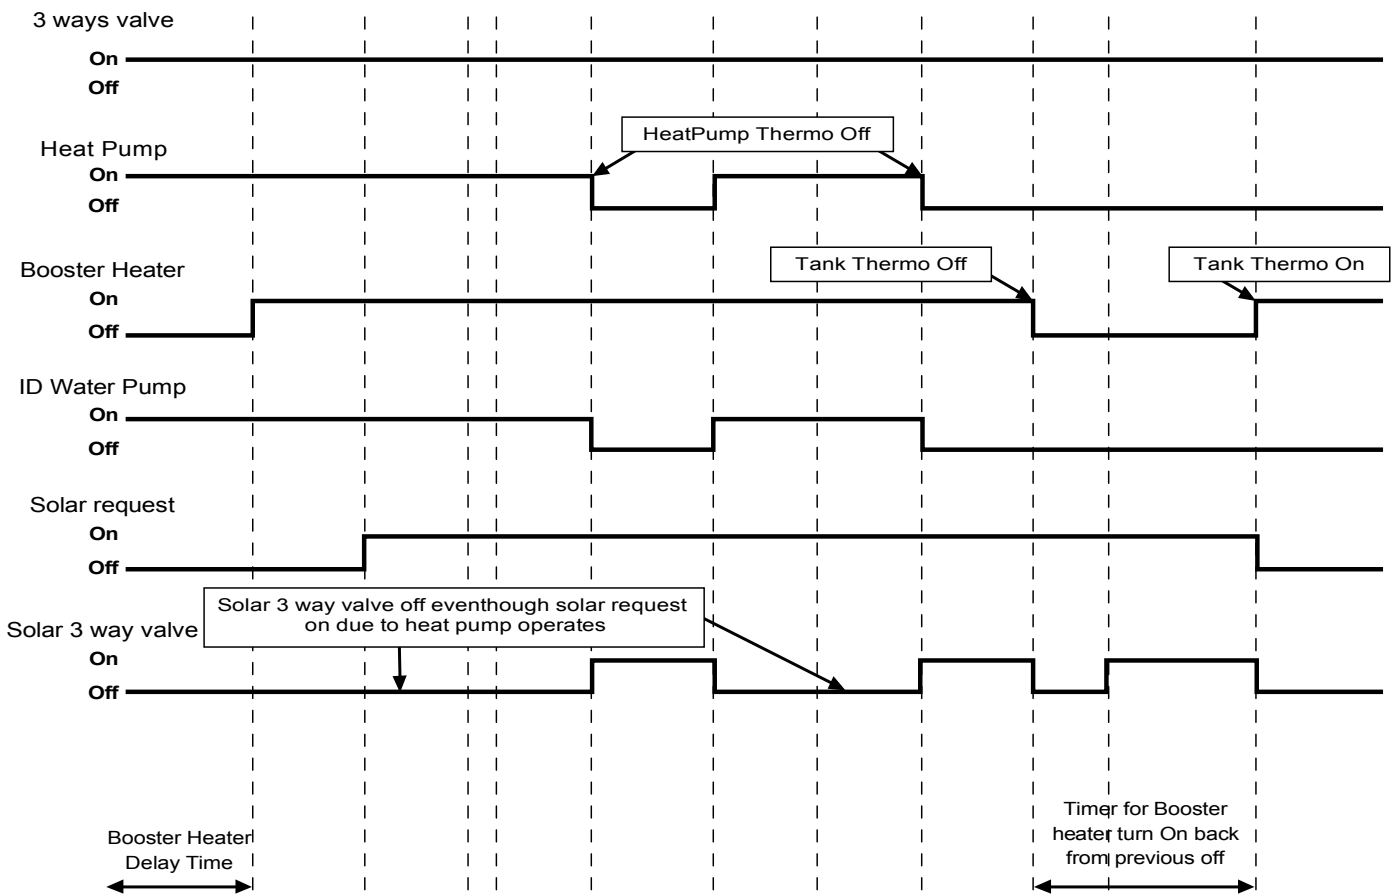 3 ways valve
On
Off
HeatPump Thermo Off
Heat Pump
On
Off
Tank Thermo Off
Tank Thermo On
Booster Heater
On
Off
ID Water Pump
On
Off
Solar request
On
Off
Solar 3 way valve off eventhough solar request
on due to heat pump operates
Solar 3 way valve
On
Off
Booster Heater
Delay Time
Timer for Booster
heater turn On back
from previous off